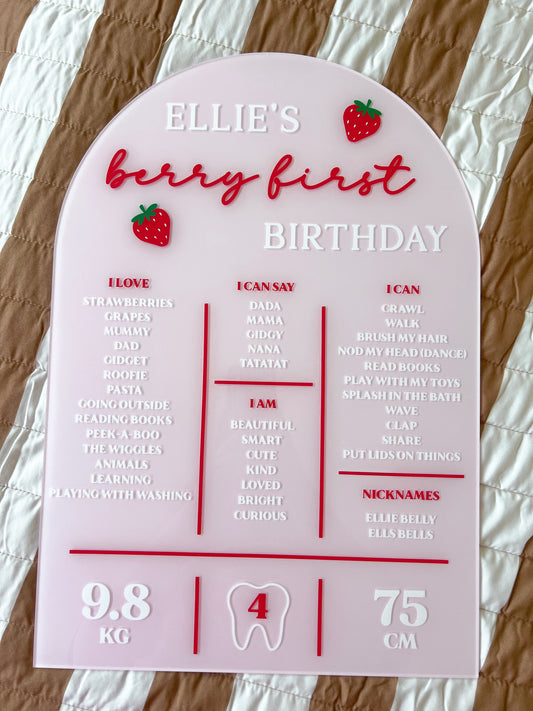 ELLIE'S
berry first
BIRTHDAY
I LOVE
STRAWBERRIES
GRAPES
MUMMY
DAD
GIDGET
ROOFIE
PASTA
GOING OUTSIDE
READING BOOKS
PEEK-A-BOO
THE WIGGLES
ANIMALS
LEARNING
PLAYING WITH WASHING
I CAN SAY
DADA
MAMA
GIDGY
NANA
TATATAT
I AM
BEAUTIFUL
SMART
CUTE
KIND
LOVED
BRIGHT
CURIOUS
I CAN
CRAWL
WALK
BRUSH MY HAIR
NOD MY HEAD (DANCE)
READ BOOKS
PLAY WITH MY TOYS
SPLASH IN THE BATH
WAVE
CLAP
SHARE
PUT LIDS ON THINGS
NICKNAMES
ELLIE BELLY
ELLS BELLS
9.8
KG
4
75
CM